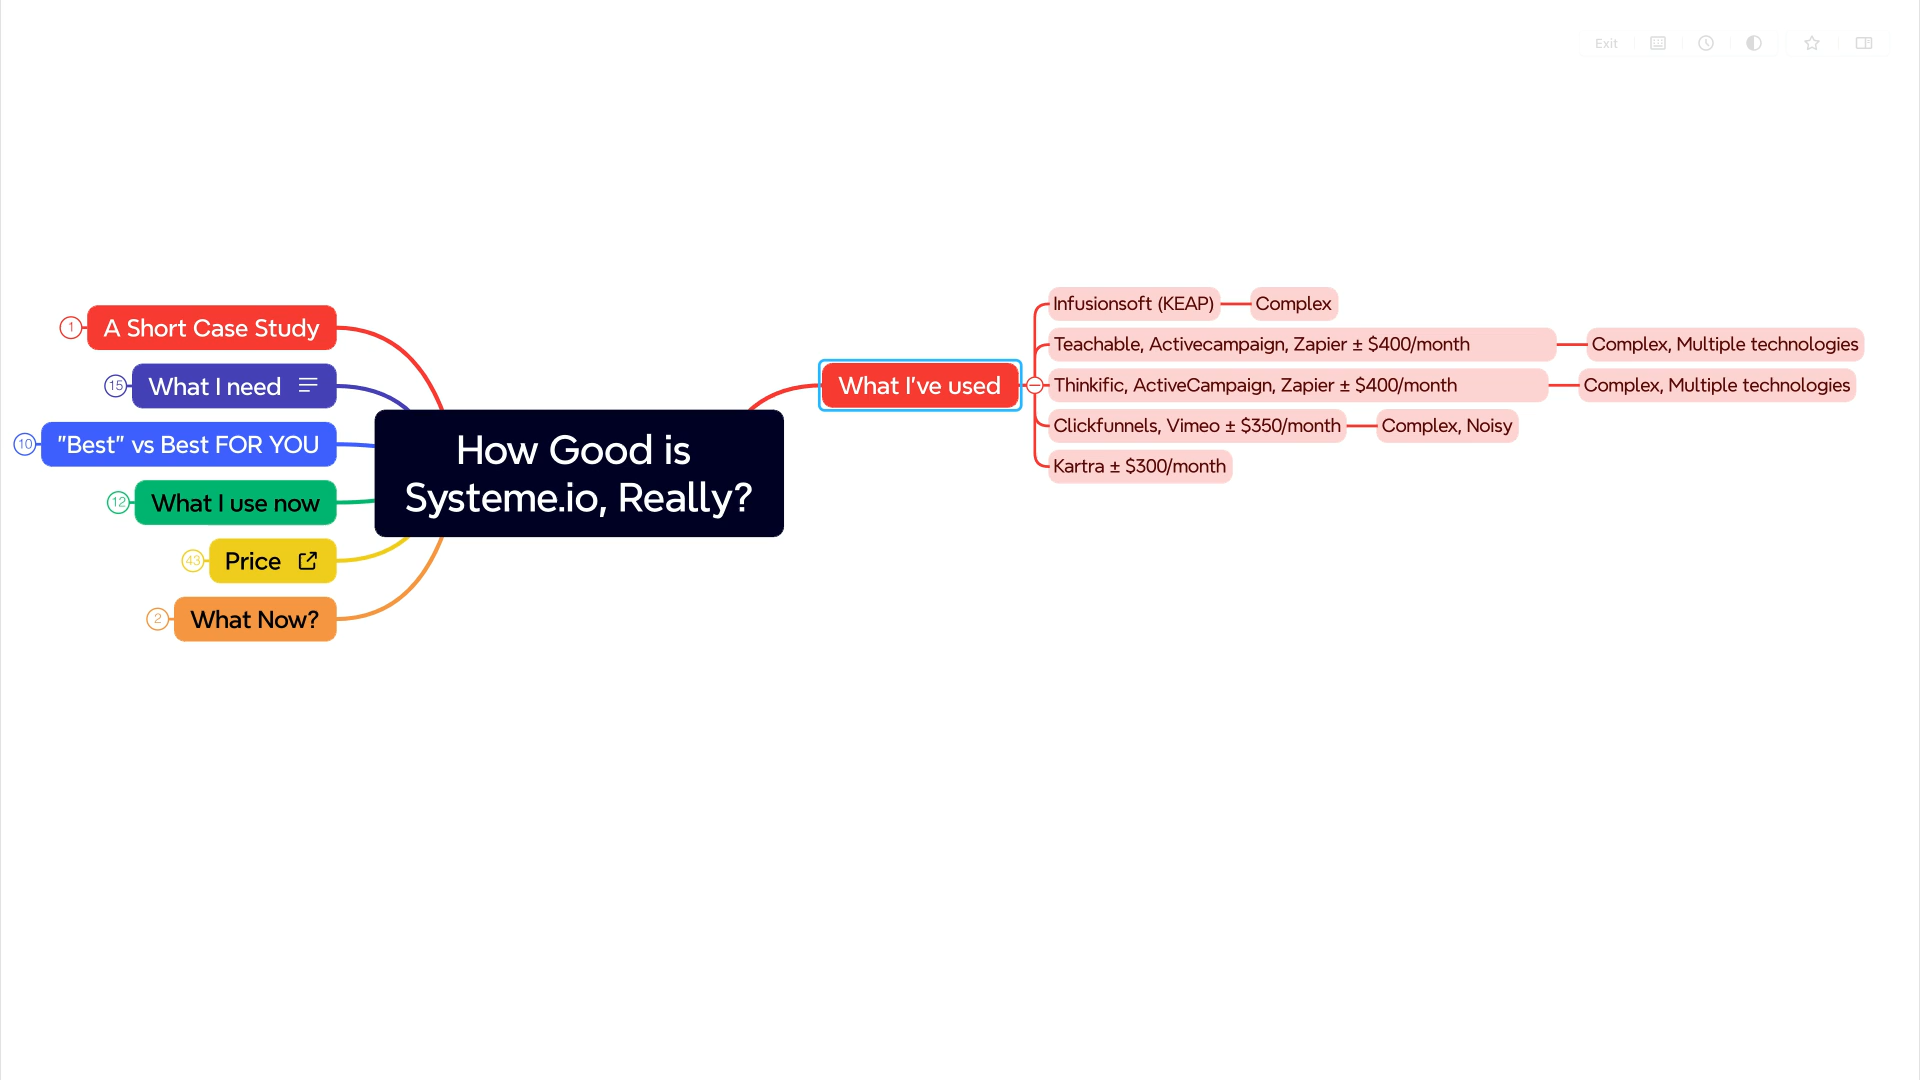 Exit
How Good is
Systeme.io, Really?
What I've used
Infusionsoft (KEAP)
Complex
Teachable, Activecampaign, Zapier ± $400/month
Complex, Multiple technologies
Thinkific, ActiveCampaign, Zapier ± $400/month
Complex, Multiple technologies
Clickfunnels, Vimeo ± $350/month
Complex, Noisy
Kartra ± $300/month
1
A Short Case Study
15
What I need
10
"Best" vs Best FOR YOU
12
What I use now
43
Price
2
What Now?